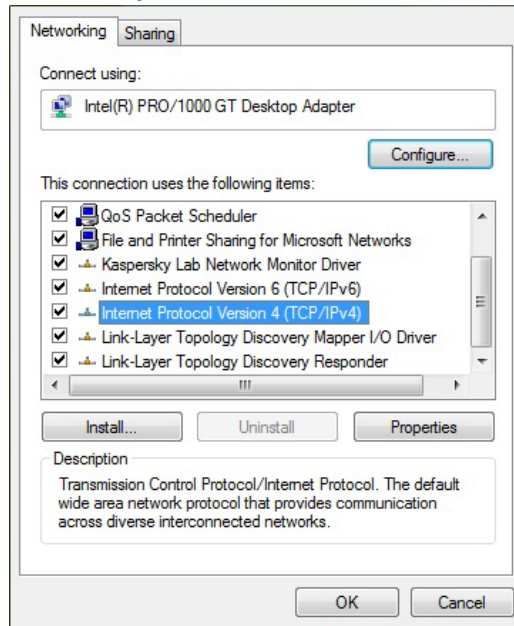 Networking Sharing
Connect using:
Intel(R) PRO/1000 GT Desktop Adapter
Configure...
This connection uses the following items:
QoS Packet Scheduler
File and Printer Sharing for Microsoft Networks
Kaspersky Lab Network Monitor Driver
Internet Protocol Version 6 (TCP/IPv6)
Internet Protocol Version 4 (TCP/IPv4)
Link-Layer Topology Discovery Mapper I/O Driver
Link-Layer Topology Discovery Responder
Install... Uninstall Properties
Description
Transmission Control Protocol/Internet Protocol. The default
wide area network protocol that provides communication
across diverse interconnected networks.
OK Cancel